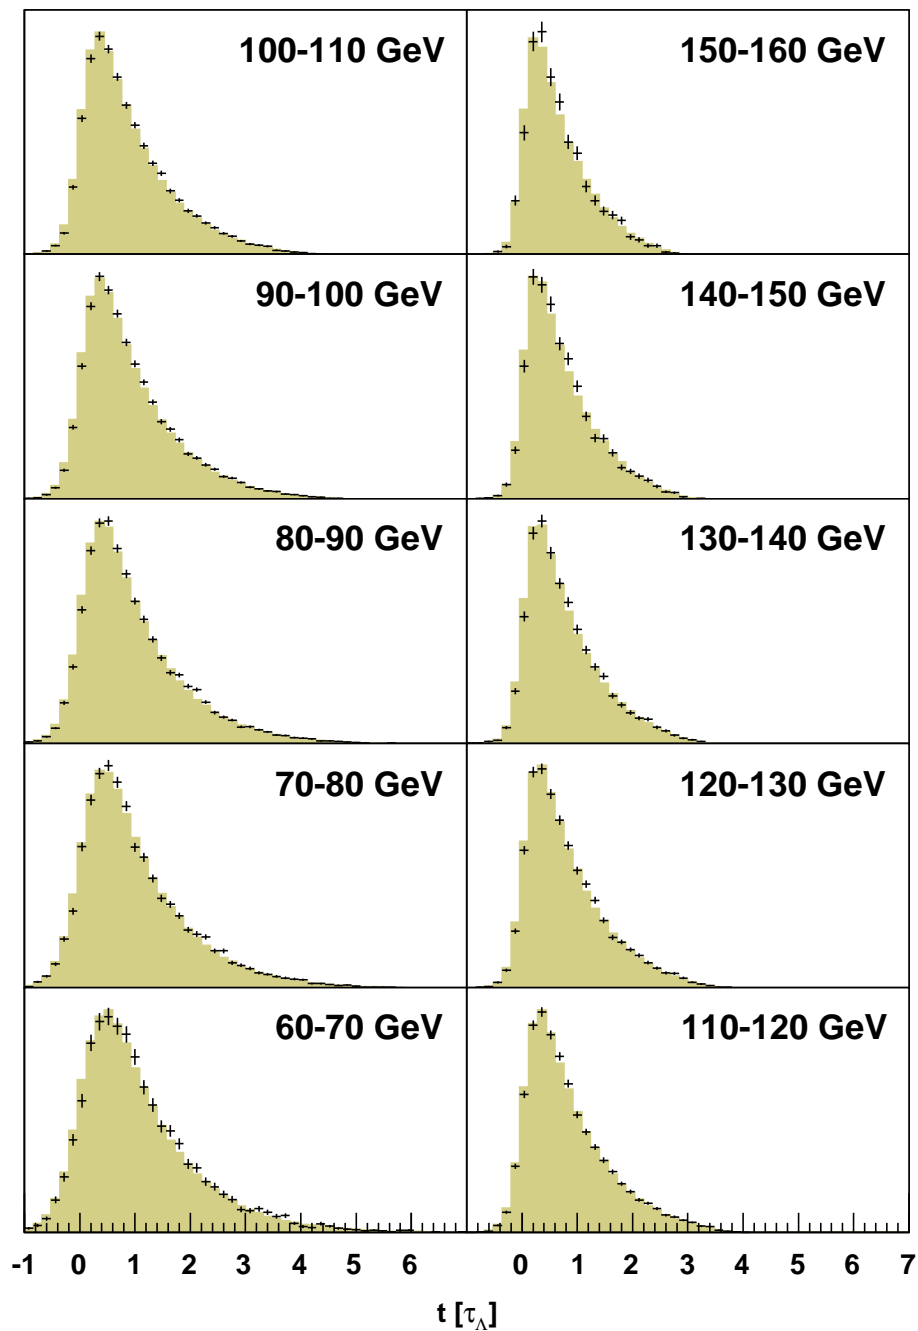 100-110 GeV
150-160 GeV
90-100 GeV
140-150 GeV
80-90 GeV
130-140 GeV
70-80 GeV
120-130 GeV
60-70 GeV
110-120 GeV
-1 0 1 2 3 4 5 6 0 1 2 3 4 5 6 7
t [τΛ]